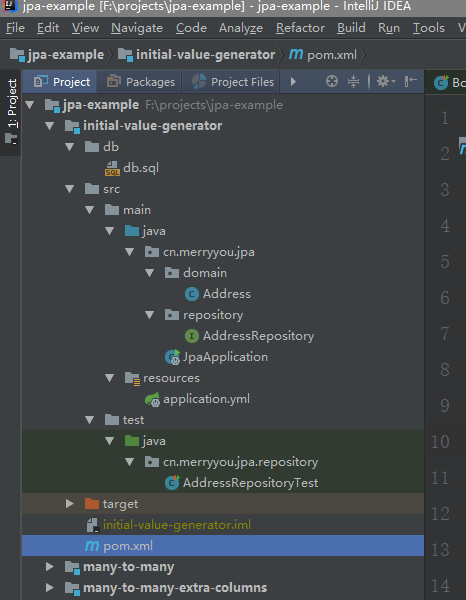 jpa-example [F:\projects\jpa-example] - jpa-example - IntelliJ IDEA
File Edit View Navigate Code Analyze Refactor
jpa-example initial-value-generator pom.xml
1: Project
Project Packages Project Files
jpa-example F:\projects\jpa-example
initial-value-generator
db
SQL db.sql
src
main
java
cn.merryyou.jpa
domain
C Address
repository
I AddressRepository
JpaApplication
resources
application.yml
test
java
cn.merryyou.jpa.repository
AddressRepositoryTest
target
initial-value-generator.iml
m pom.xml
many-to-many
many-to-many-extra-columns
C Bo
1
2
3
4
5
6
7
8
9
10
11
12
13
14